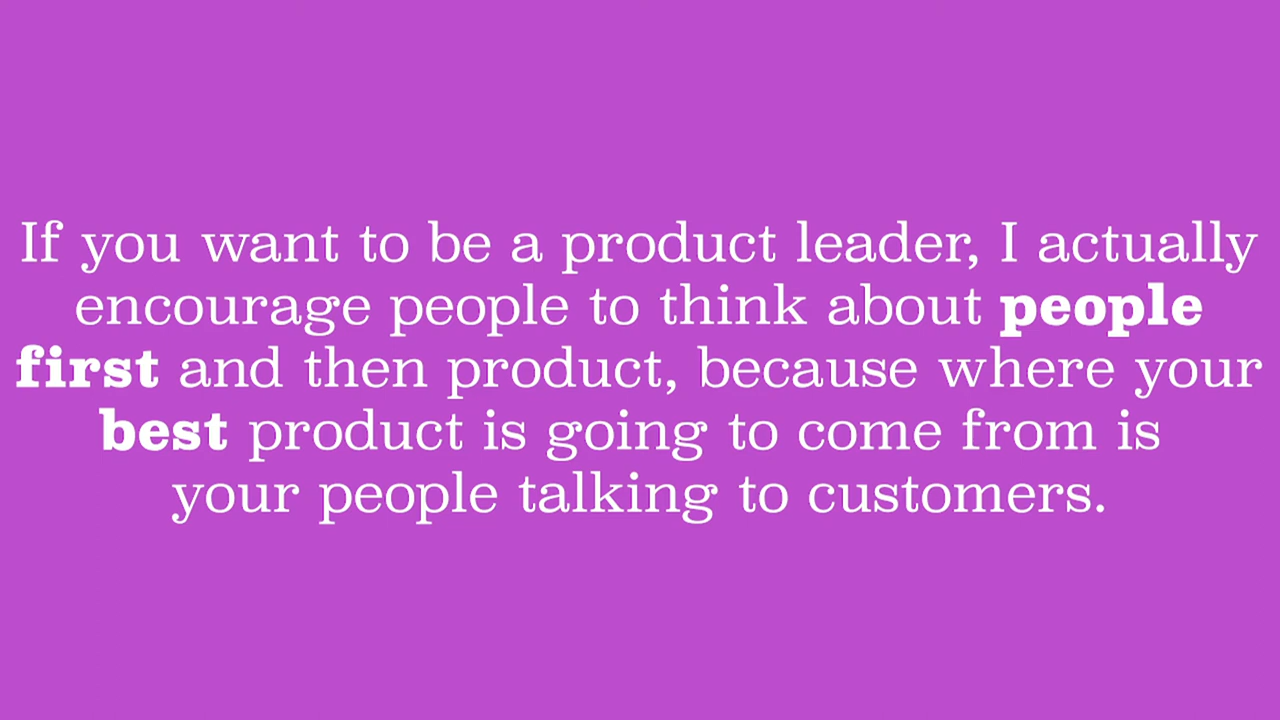 If you want to be a product leader, I actually
encourage people to think about people
first and then product, because where your
best product is going to come from is
your people talking to customers.